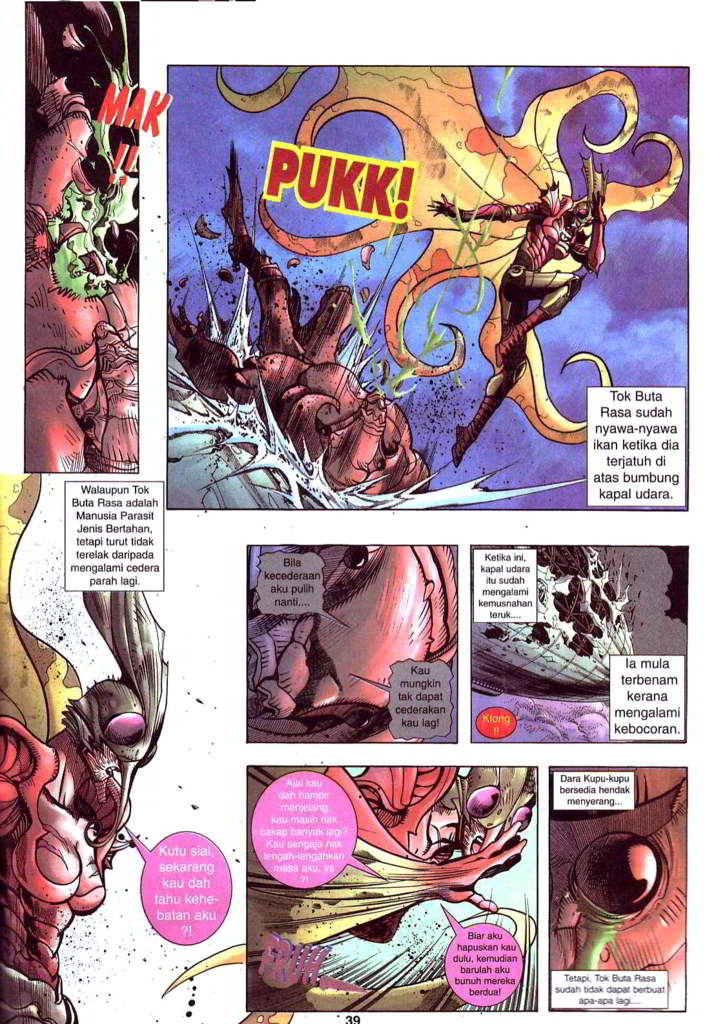 MAK
!!
PUKK!
Tok Buta
Rasa sudah
nyawa-nyawa
ikan ketika dia
terjatuh di
atas bumbung
kapal udara.
Walaupun Tok
Buta Rasa adalah
Manusia Parasit
Jenis Bertahan,
tetapi turut tidak
terelak daripada
mengalami cedera
parah lagi.
Kutu sial,
sekarang
kau dah
tahu kehe-
batan aku
?!
Bila
kecederaan
aku pulih
nanti....
Kau
mungkin
tak dapat
cederakan
kau lag!
Ketika ini,
kapal udara
itu sudah
mengalami
kemusnahan
teruk....
Klong
!!
Ia mula
terbenam
kerana
mengalami
kebocoran.
Ajal kau
dah hampir
menjelang,
kau masih nak
cakap banyak lagi?
Kau sengaja nak
lengah-lengahkan
masa aku, ya
?!
Biar aku
hapuskan kau
dulu, kemudian
barulah aku
bunuh mereka
berdua!
Dara Kupu-kupu
bersedia hendak
menyerang...
Tetapi, Tok Buta Rasa
sudah tidak dapat berbuat
apa-apa lagi....
39